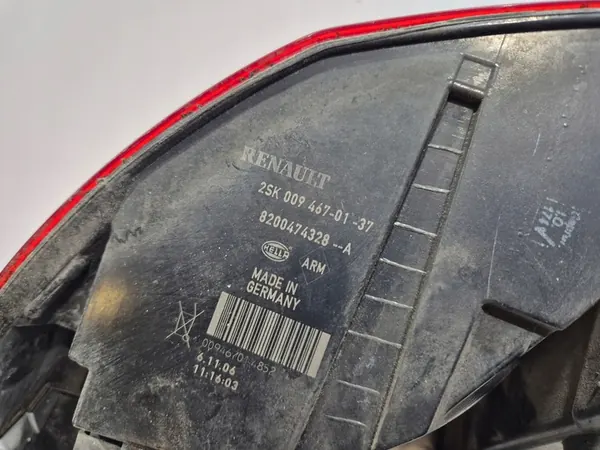 RENAULT
2SK 009 467-01 -37
8200474328 --A
HELLA ARM
MADE IN
GERMANY
6.11.06
11:16:03